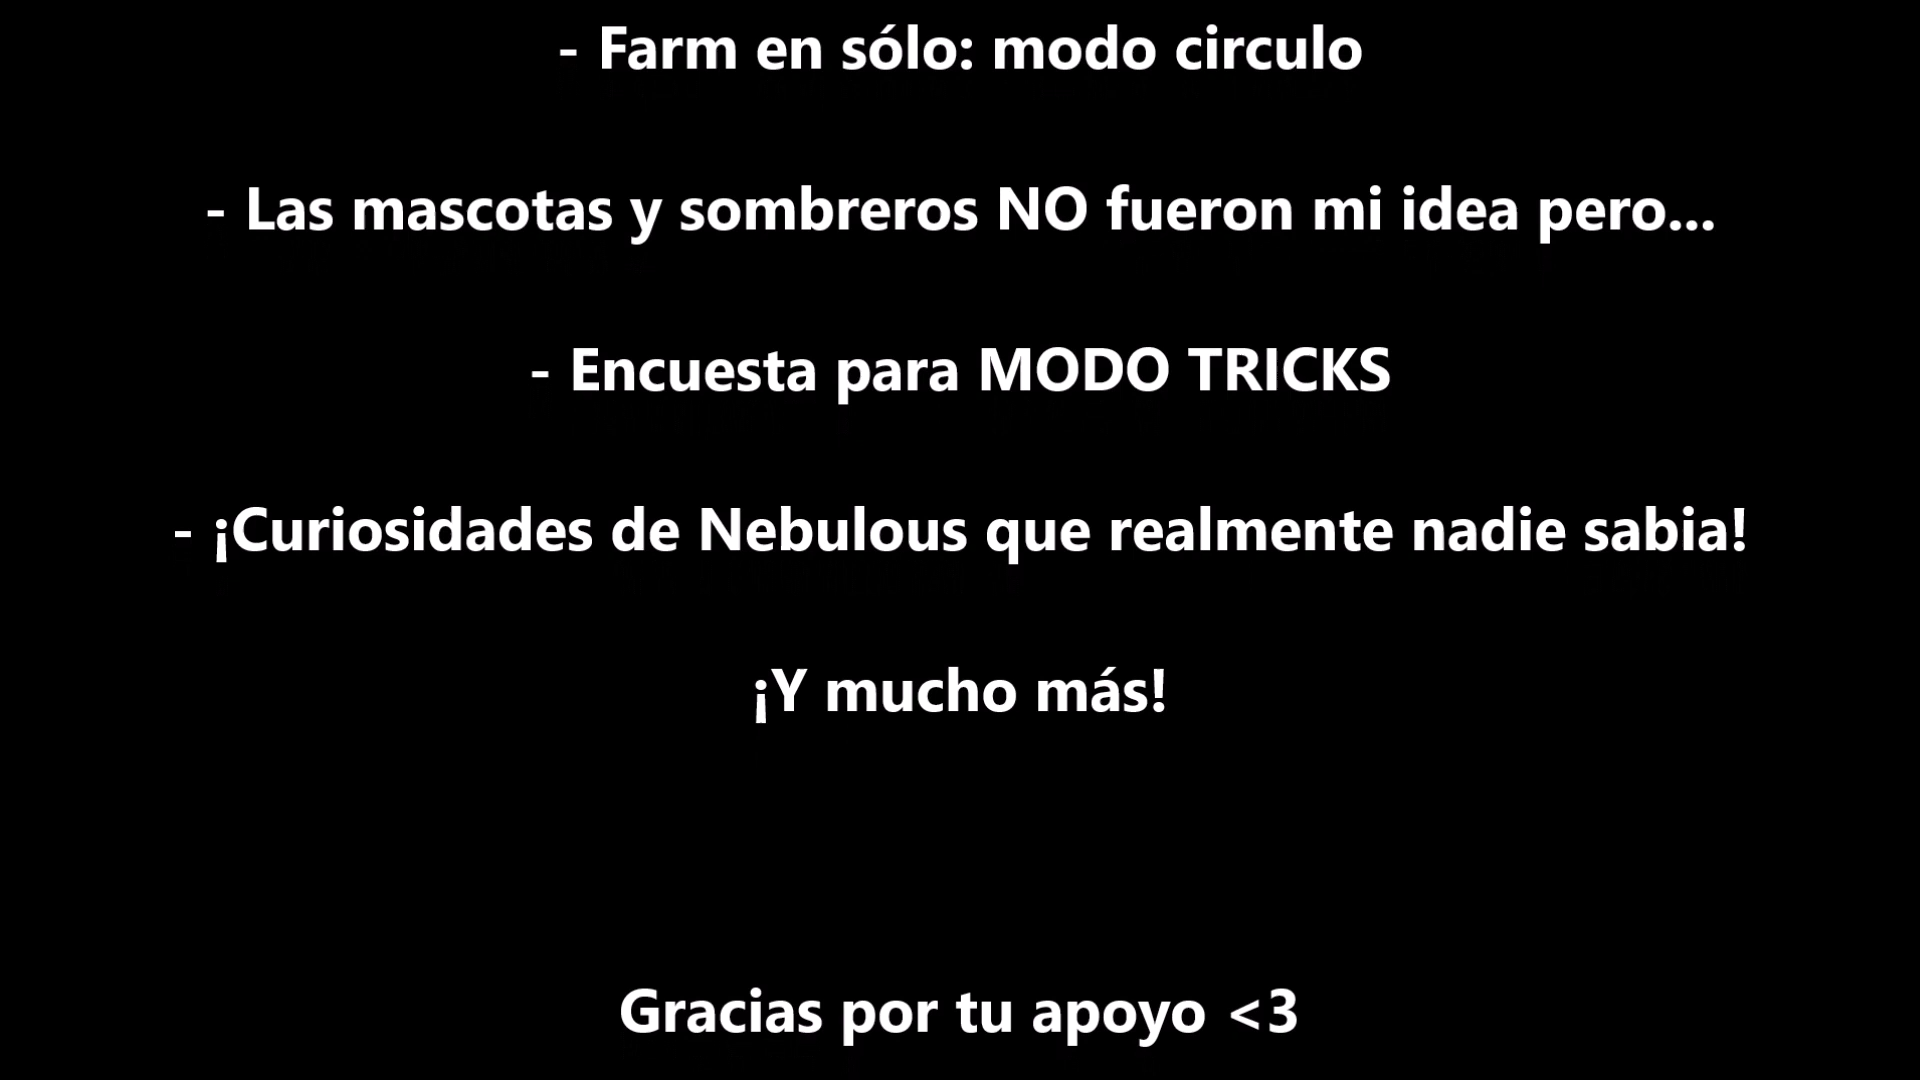 - Farm en sólo: modo circulo
- Las mascotas y sombreros NO fueron mi idea pero...
- Encuesta para MODO TRICKS
- ¡Curiosidades de Nebulous que realmente nadie sabia!
¡Y mucho más!
Gracias por tu apoyo <3